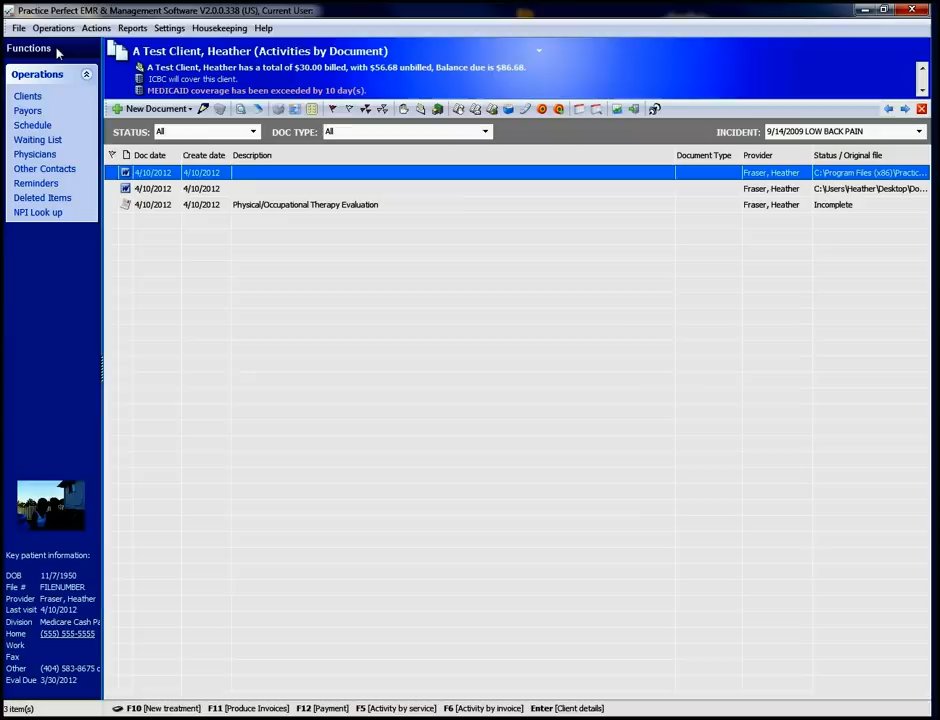 Practice Perfect EMR & Management Software V2.0.0.338 (US), Current User:
File Operations Actions Reports Settings Housekeeping Help
Functions
Operations
Clients
Payors
Schedule
Waiting List
Physicians
Other Contacts
Reminders
Deleted Items
NPI Look up
A Test Client, Heather (Activities by Document)
A Test Client, Heather has a total of $30.00 billed, with $56.68 unbilled, Balance due is $86.68.
ICBC will cover this client.
MEDICAID coverage has been exceeded by 10 day(s).
New Document
STATUS: All DOC TYPE: All INCIDENT: 9/14/2009 LOW BACK PAIN
Doc date Create date Description Document Type Provider Status / Original file
4/10/2012 4/10/2012 Fraser, Heather C:\Program Files (x86)\Practic...
4/10/2012 4/10/2012 Fraser, Heather C:\Users\Heather\Desktop\Do...
4/10/2012 4/10/2012 Physical/Occupational Therapy Evaluation Fraser, Heather Incomplete
Key patient information:
DOB 11/7/1950
File # FILENUMBER
Provider Fraser, Heather
Last visit 4/10/2012
Division Medicare Cash Pa
Home (555) 555-5555
Work
Fax
Other (404) 583-8675 c
Eval Due 3/30/2012
3 item(s)
F10 [New treatment] F11 [Produce Invoices] F12 [Payment] F5 [Activity by service] F6 [Activity by invoice] Enter [Client details]